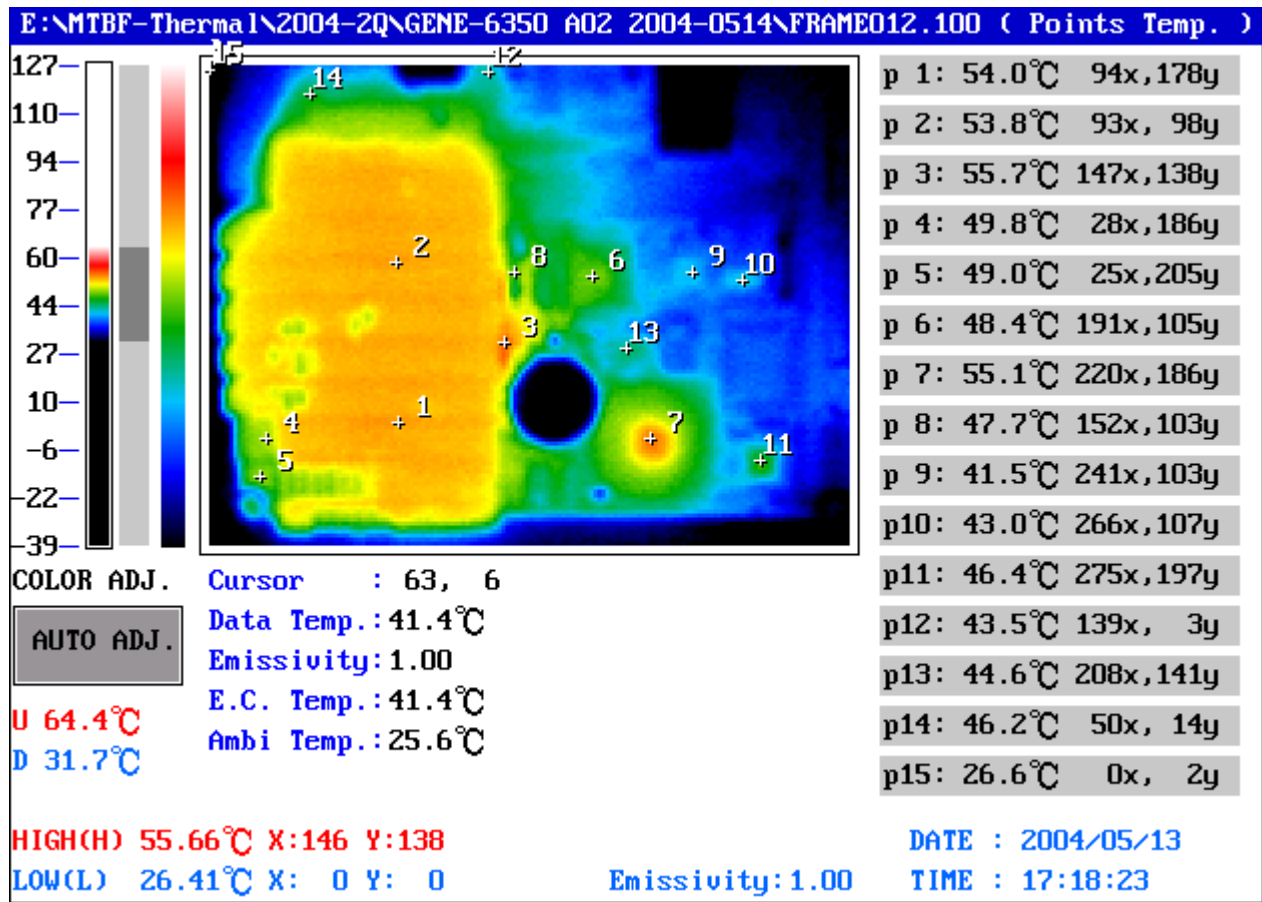 E:\MTBF-Thermal\2004-2Q\GENE-6350 A02 2004-0514\FRAME012.100 ( Points Temp. )
127
110
94
77
60
44
27
10
-6
-22
-39
15
12
14
2
8
6
9
10
3
13
1
4
7
5
11
COLOR ADJ.
AUTO ADJ.
U 64.4℃
D 31.7℃
Cursor : 63, 6
Data Temp.:41.4℃
Emissivity:1.00
E.C. Temp.:41.4℃
Ambi Temp.:25.6℃
p 1: 54.0℃ 94x,178y
p 2: 53.8℃ 93x, 98y
p 3: 55.7℃ 147x,138y
p 4: 49.8℃ 28x,186y
p 5: 49.0℃ 25x,205y
p 6: 48.4℃ 191x,105y
p 7: 55.1℃ 220x,186y
p 8: 47.7℃ 152x,103y
p 9: 41.5℃ 241x,103y
p10: 43.0℃ 266x,107y
p11: 46.4℃ 275x,197y
p12: 43.5℃ 139x, 3y
p13: 44.6℃ 208x,141y
p14: 46.2℃ 50x, 14y
p15: 26.6℃ 0x, 2y
HIGH(H) 55.66℃ X:146 Y:138
LOW(L) 26.41℃ X: 0 Y: 0
Emissivity:1.00
DATE : 2004/05/13
TIME : 17:18:23